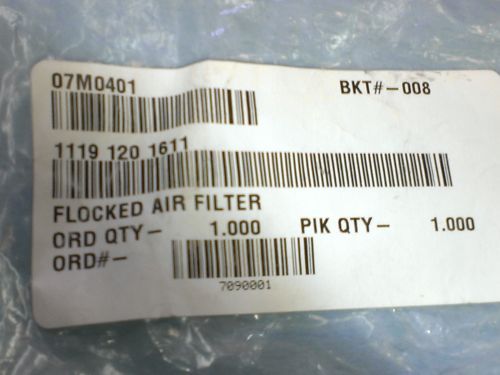 07M0401 BKT#-008
1119 120 1611
FLOCKED AIR FILTER
ORD QTY- 1.000 PIK QTY- 1.000
ORD#-
7090001